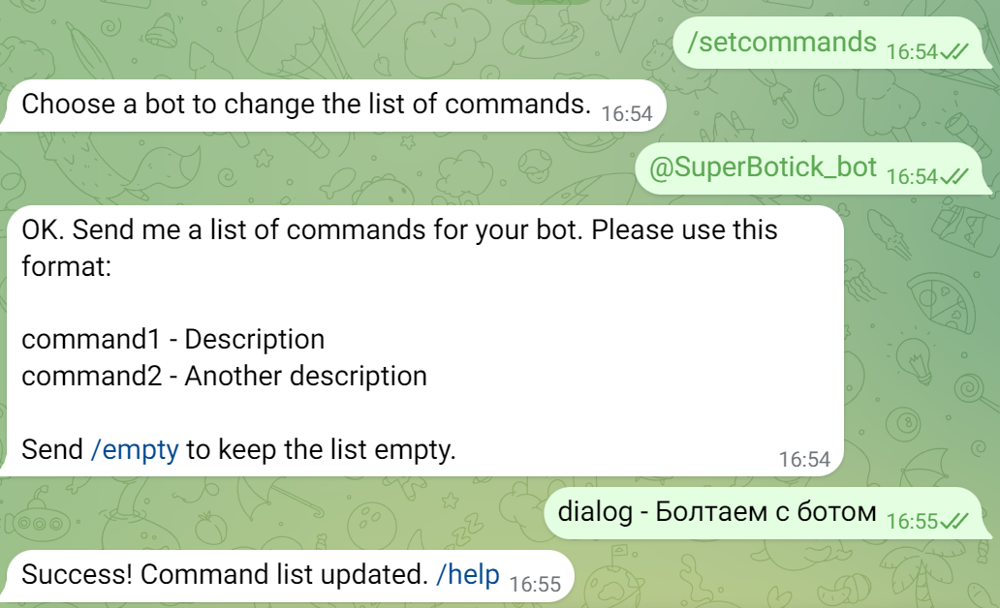 /setcommands 16:54
Choose a bot to change the list of commands. 16:54
@SuperBotick_bot 16:54
OK. Send me a list of commands for your bot. Please use this
format:
command1 - Description
command2 - Another description
Send /empty to keep the list empty. 16:54
dialog - Болтаем с ботом 16:55
Success! Command list updated. /help 16:55